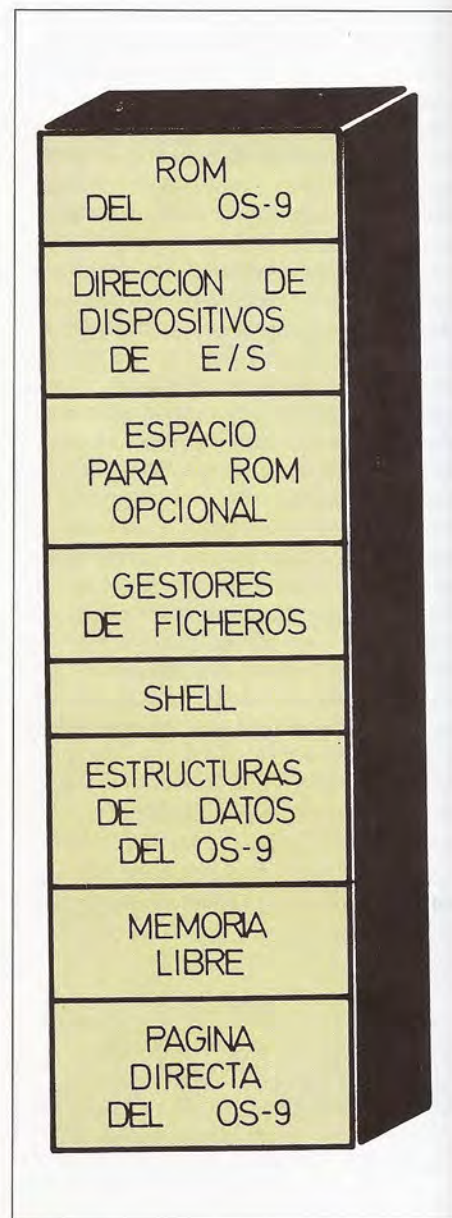 ROM
DEL OS-9
DIRECCION DE
DISPOSITIVOS
DE E/S
ESPACIO
PARA ROM
OPCIONAL
GESTORES
DE FICHEROS
SHELL
ESTRUCTURAS
DE DATOS
DEL OS-9
MEMORIA
LIBRE
PAGINA
DIRECTA
DEL OS-9